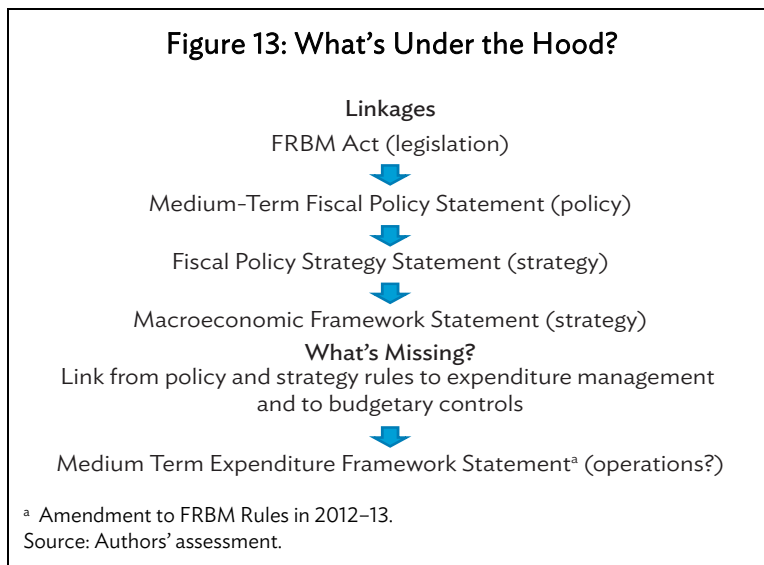 Figure 13: What's Under the Hood?
Linkages
FRBM Act (legislation)
Medium-Term Fiscal Policy Statement (policy)
Fiscal Policy Strategy Statement (strategy)
Macroeconomic Framework Statement (strategy)
What's Missing?
Link from policy and strategy rules to expenditure management
and to budgetary controls
Medium Term Expenditure Framework Statementᵃ (operations?)
ᵃ Amendment to FRBM Rules in 2012–13.
Source: Authors' assessment.